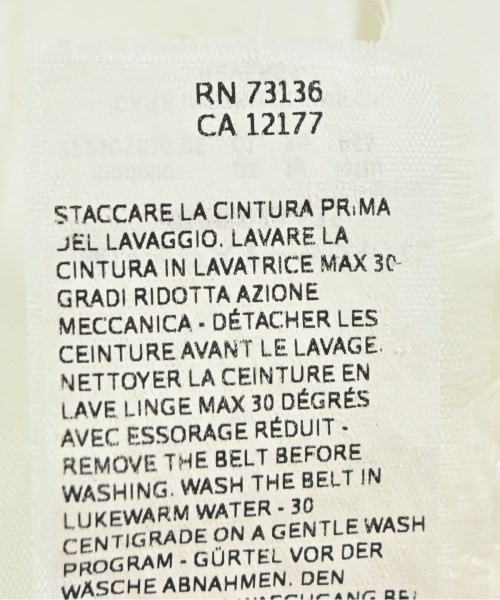 RN 73136
CA 12177
STACCARE LA CINTURA PRIMA
DEL LAVAGGIO. LAVARE LA
CINTURA IN LAVATRICE MAX 30
GRADI RIDOTTA AZIONE
MECCANICA - DÉTACHER LES
CEINTURE AVANT LE LAVAGE.
NETTOYER LA CEINTURE EN
LAVE LINGE MAX 30 DÉGRÉS
AVEC ESSORAGE RÉDUIT -
REMOVE THE BELT BEFORE
WASHING. WASH THE BELT IN
LUKEWARM WATER - 30
CENTIGRADE ON A GENTLE WASH
PROGRAM - GÜRTEL VOR DER
WÄSCHE ABNAHMEN. DEN